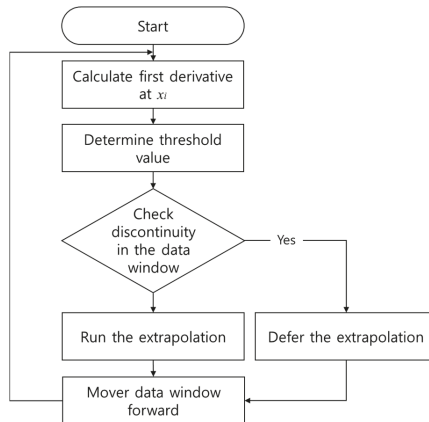 Start
Calculate first derivative
at xi
Determine threshold
value
Check
discontinuity
in the data
window
Yes
Run the extrapolation
Defer the extrapolation
Mover data window
forward